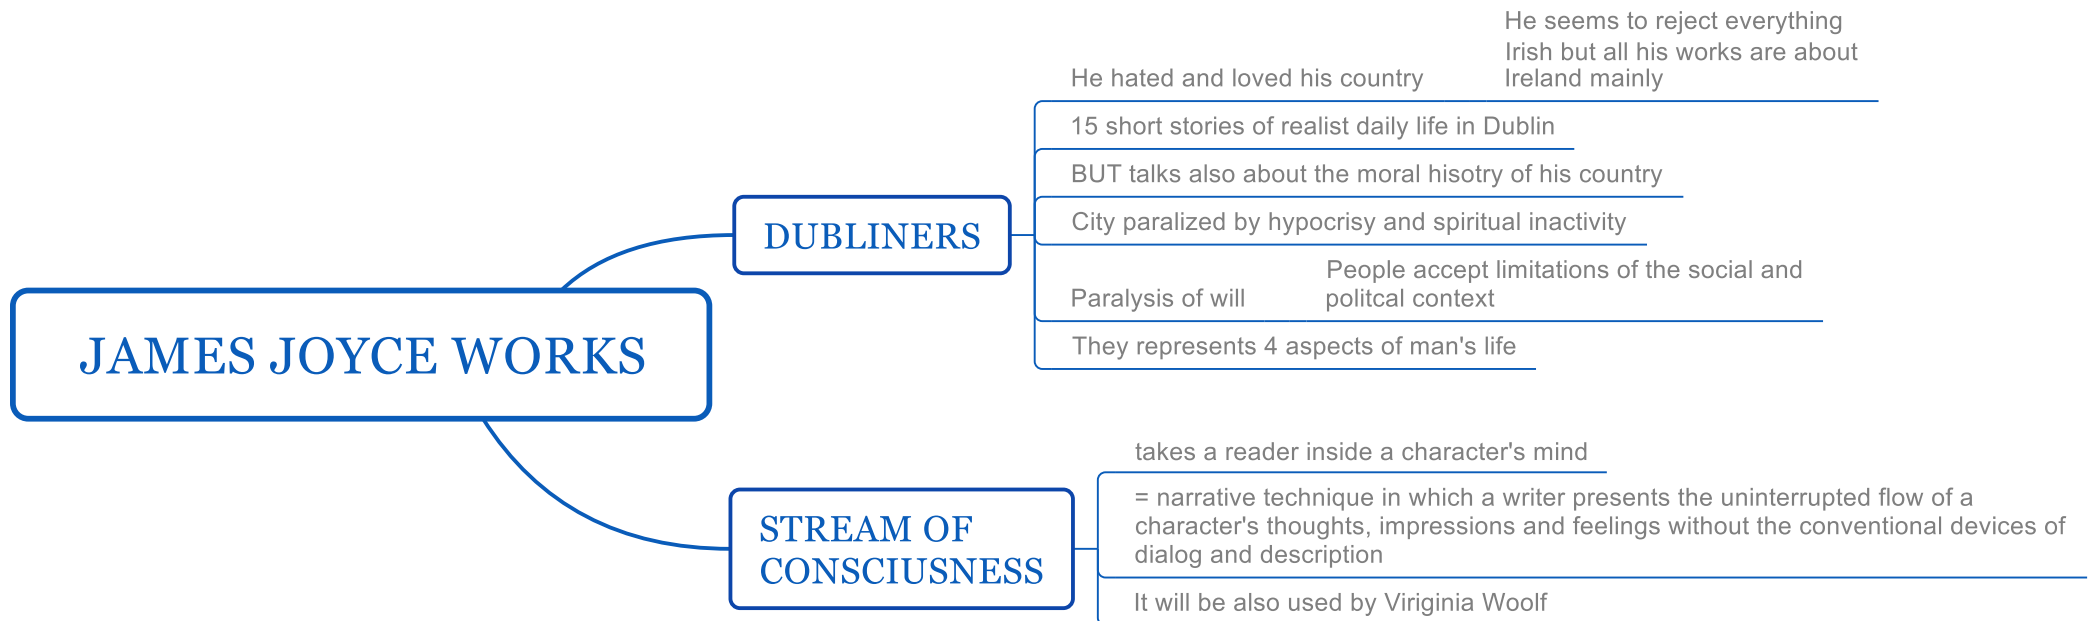 JAMES JOYCE WORKS
DUBLINERS
He hated and loved his country
He seems to reject everything
Irish but all his works are about
Ireland mainly
15 short stories of realist daily life in Dublin
BUT talks also about the moral hisotry of his country
City paralized by hypocrisy and spiritual inactivity
Paralysis of will
People accept limitations of the social and
politcal context
They represents 4 aspects of man's life
STREAM OF
CONSCIUSNESS
takes a reader inside a character's mind
= narrative technique in which a writer presents the uninterrupted flow of a
character's thoughts, impressions and feelings without the conventional devices of
dialog and description
It will be also used by Viriginia Woolf